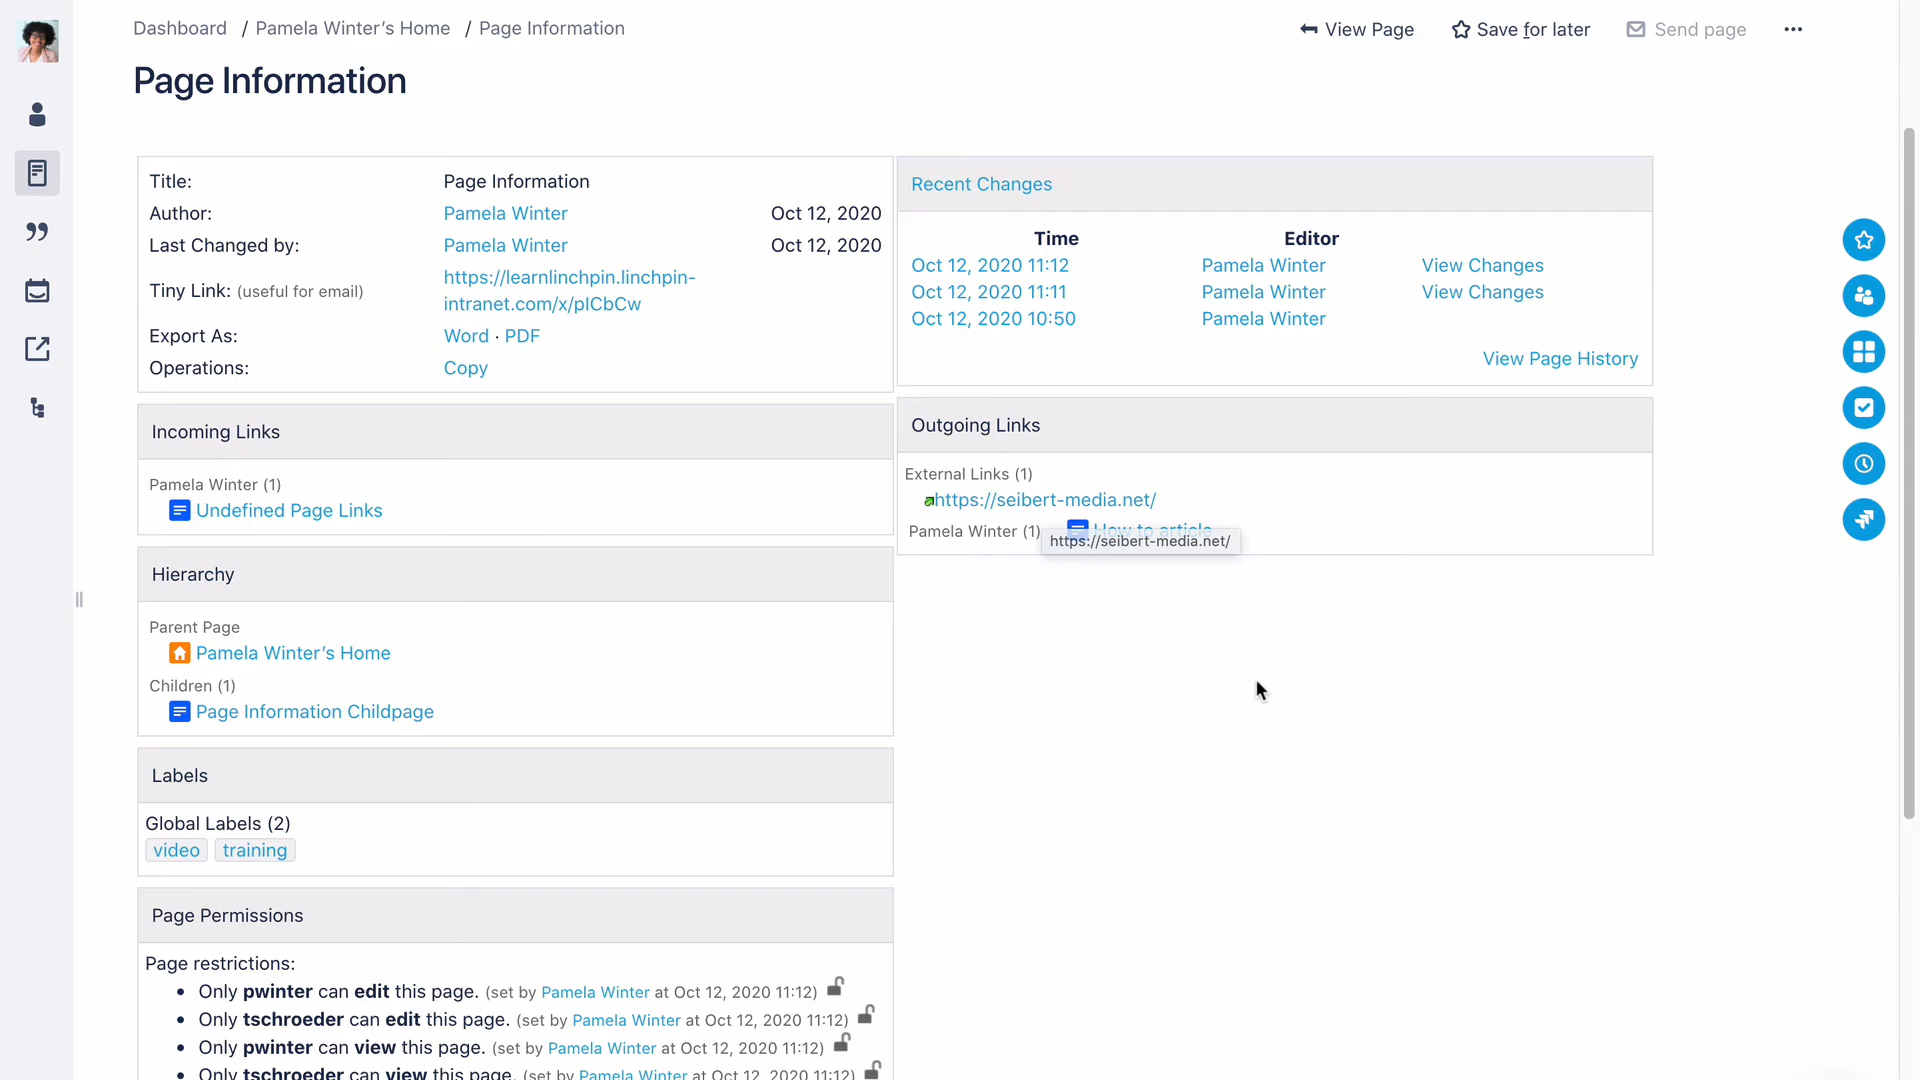 Dashboard / Pamela Winter's Home / Page Information
View Page
Save for later
Send page
Page Information
Title: Page Information
Author: Pamela Winter Oct 12, 2020
Last Changed by: Pamela Winter Oct 12, 2020
Tiny Link: (useful for email) https://learnlinchpin.linchpin-
intranet.com/x/pICbCw
Export As: Word · PDF
Operations: Copy
Recent Changes
Time Editor
Oct 12, 2020 11:12 Pamela Winter View Changes
Oct 12, 2020 11:11 Pamela Winter View Changes
Oct 12, 2020 10:50 Pamela Winter
View Page History
Incoming Links
Pamela Winter (1)
Undefined Page Links
Outgoing Links
External Links (1)
https://seibert-media.net/
Pamela Winter (1) How to article
https://seibert-media.net/
Hierarchy
Parent Page
Pamela Winter's Home
Children (1)
Page Information Childpage
Labels
Global Labels (2)
video training
Page Permissions
Page restrictions:
• Only pwinter can edit this page. (set by Pamela Winter at Oct 12, 2020 11:12)
• Only tschroeder can edit this page. (set by Pamela Winter at Oct 12, 2020 11:12)
• Only pwinter can view this page. (set by Pamela Winter at Oct 12, 2020 11:12)
• Only tschroeder can view this page. (set by Pamela Winter at Oct 12, 2020 11:12)